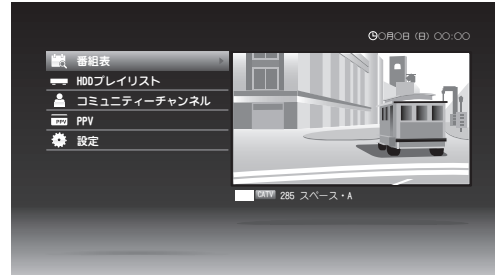 ○月○日 (日) ○○:○○
番組表
HDDプレイリスト
コミュニティーチャンネル
PPV PPV
設定
CATV 285 スペース・A